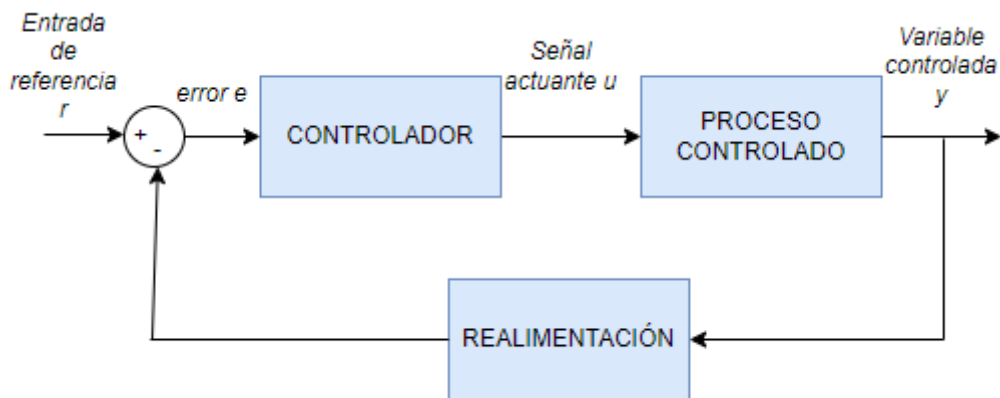 Entrada
de
referencia
r
+
-
error e
CONTROLADOR
Señal
actuante u
PROCESO
CONTROLADO
Variable
controlada
y
REALIMENTACIÓN